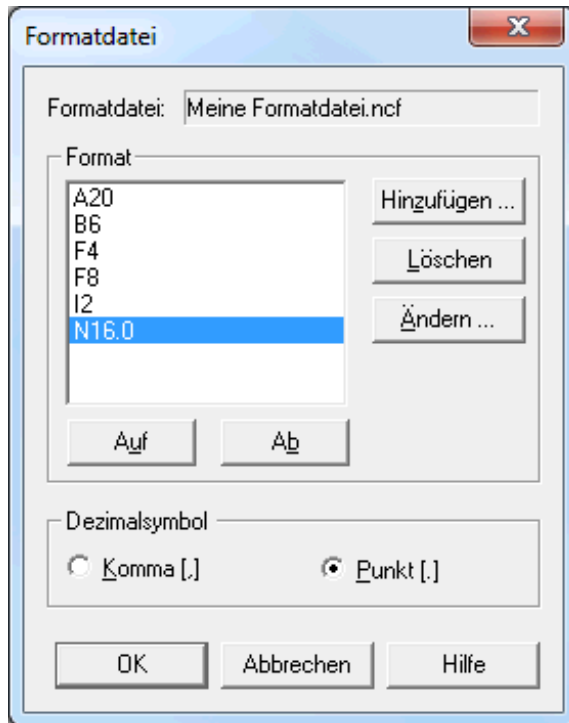 Formatdatei
Formatdatei: Meine Formatdatei.ncf
Format
A20
B6
F4
F8
I2
N16.0
Hinzufügen ...
Löschen
Ändern ...
Auf Ab
Dezimalsymbol
Komma [,] Punkt [.]
OK Abbrechen Hilfe